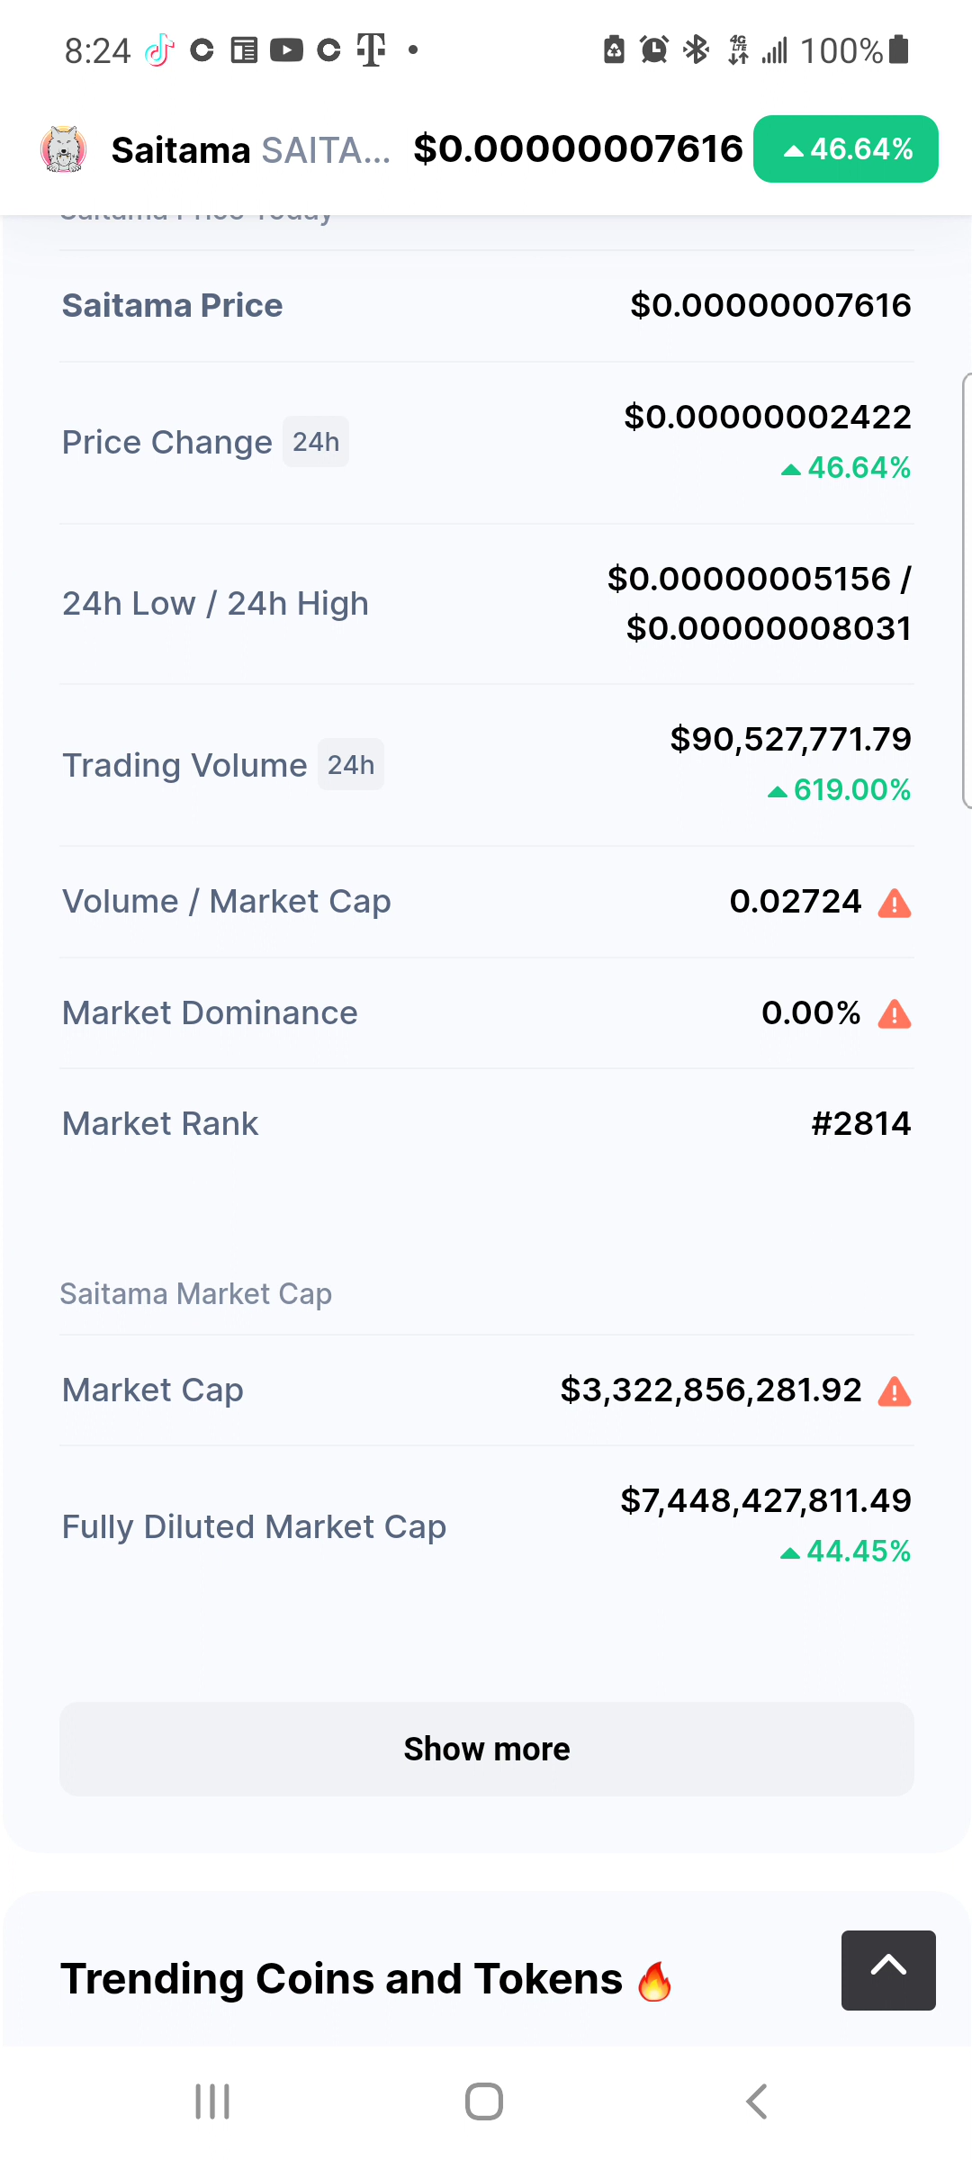 8:24
100%
Saitama SAITA... $0.00000007616 46.64%
Saitama Price Today
Saitama Price $0.00000007616
Price Change 24h $0.00000002422
46.64%
24h Low / 24h High $0.00000005156 /
$0.00000008031
Trading Volume 24h $90,527,771.79
619.00%
Volume / Market Cap 0.02724
Market Dominance 0.00%
Market Rank #2814
Saitama Market Cap
Market Cap $3,322,856,281.92
Fully Diluted Market Cap $7,448,427,811.49
44.45%
Show more
Trending Coins and Tokens 🔥